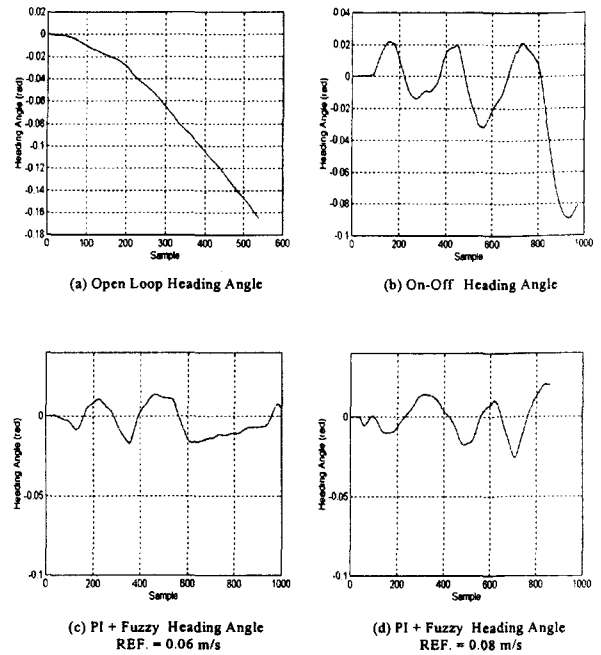 0.02
0
-0.02
-0.04
-0.06
-0.08
-0.1
-0.12
-0.14
-0.16
-0.18
Heading Angle (rad)
0 100 200 300 400 500 600
Sample
(a) Open Loop Heading Angle
0.04
0.02
0
-0.02
-0.04
-0.06
-0.08
-0.1
Heading Angle (rad)
0 200 400 600 800 1000
Sample
(b) On-Off Heading Angle
0
-0.05
-0.1
Heading Angle (rad)
0 200 400 600 800 1000
Sample
(c) PI + Fuzzy Heading Angle
REF. = 0.06 m/s
0
-0.05
-0.1
Heading Angle (rad)
0 200 400 600 800 1000
Sample
(d) PI + Fuzzy Heading Angle
REF. = 0.08 m/s